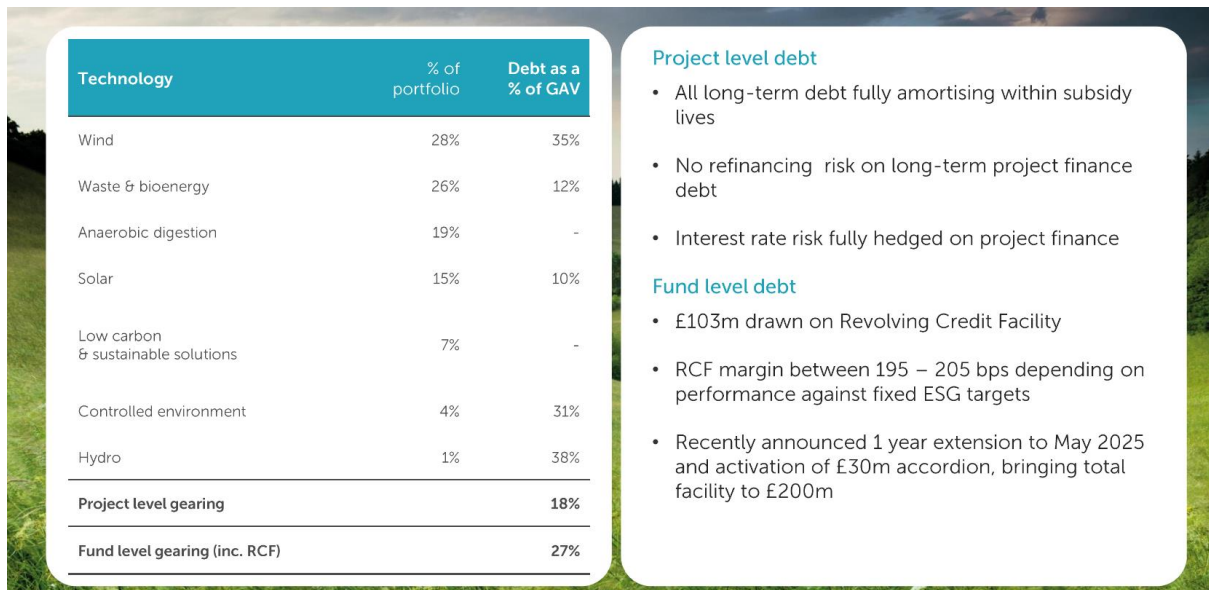 Technology % of portfolio Debt as a % of GAV
Wind 28% 35%
Waste & bioenergy 26% 12%
Anaerobic digestion 19% -
Solar 15% 10%
Low carbon
& sustainable solutions 7% -
Controlled environment 4% 31%
Hydro 1% 38%
Project level gearing 18%
Fund level gearing (inc. RCF) 27%
Project level debt
• All long-term debt fully amortising within subsidy
lives
• No refinancing risk on long-term project finance
debt
• Interest rate risk fully hedged on project finance
Fund level debt
• £103m drawn on Revolving Credit Facility
• RCF margin between 195 – 205 bps depending on
performance against fixed ESG targets
• Recently announced 1 year extension to May 2025
and activation of £30m accordion, bringing total
facility to £200m